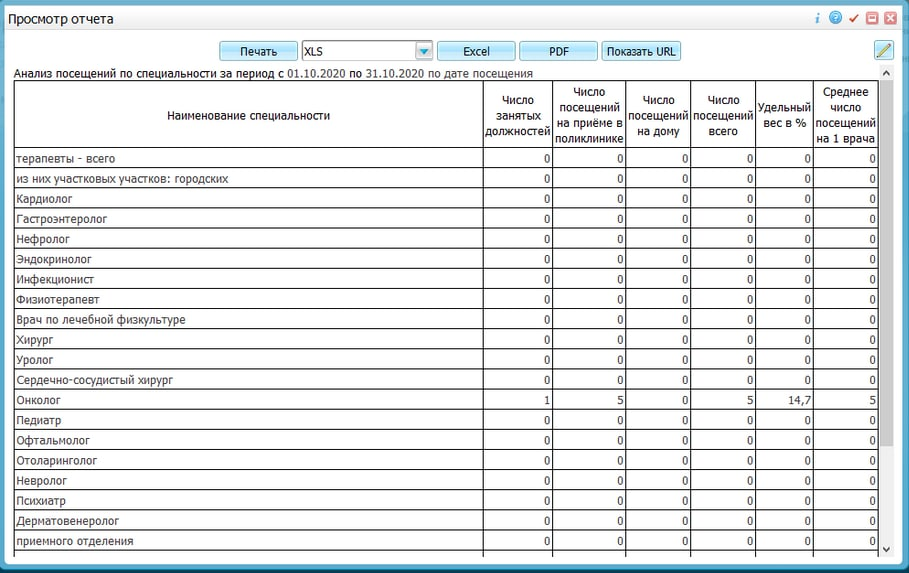 Просмотр отчета
Печать XLS Excel PDF Показать URL
Анализ посещений по специальности за период с 01.10.2020 по 31.10.2020 по дате посещения
Наименование специальности
Число занятых должностей
Число посещений на приёме в поликлинике
Число посещений на дому
Число посещений всего
Удельный вес в %
Среднее число посещений на 1 врача
терапевты - всего 0 0 0 0 0 0
из них участковых участков: городских 0 0 0 0 0 0
Кардиолог 0 0 0 0 0 0
Гастроэнтеролог 0 0 0 0 0 0
Нефролог 0 0 0 0 0 0
Эндокринолог 0 0 0 0 0 0
Инфекционист 0 0 0 0 0 0
Физиотерапевт 0 0 0 0 0 0
Врач по лечебной физкультуре 0 0 0 0 0 0
Хирург 0 0 0 0 0 0
Уролог 0 0 0 0 0 0
Сердечно-сосудистый хирург 0 0 0 0 0 0
Онколог 1 5 0 5 14,7 5
Педиатр 0 0 0 0 0 0
Офтальмолог 0 0 0 0 0 0
Отоларинголог 0 0 0 0 0 0
Невролог 0 0 0 0 0 0
Психиатр 0 0 0 0 0 0
Дерматовенеролог 0 0 0 0 0 0
приемного отделения 0 0 0 0 0 0